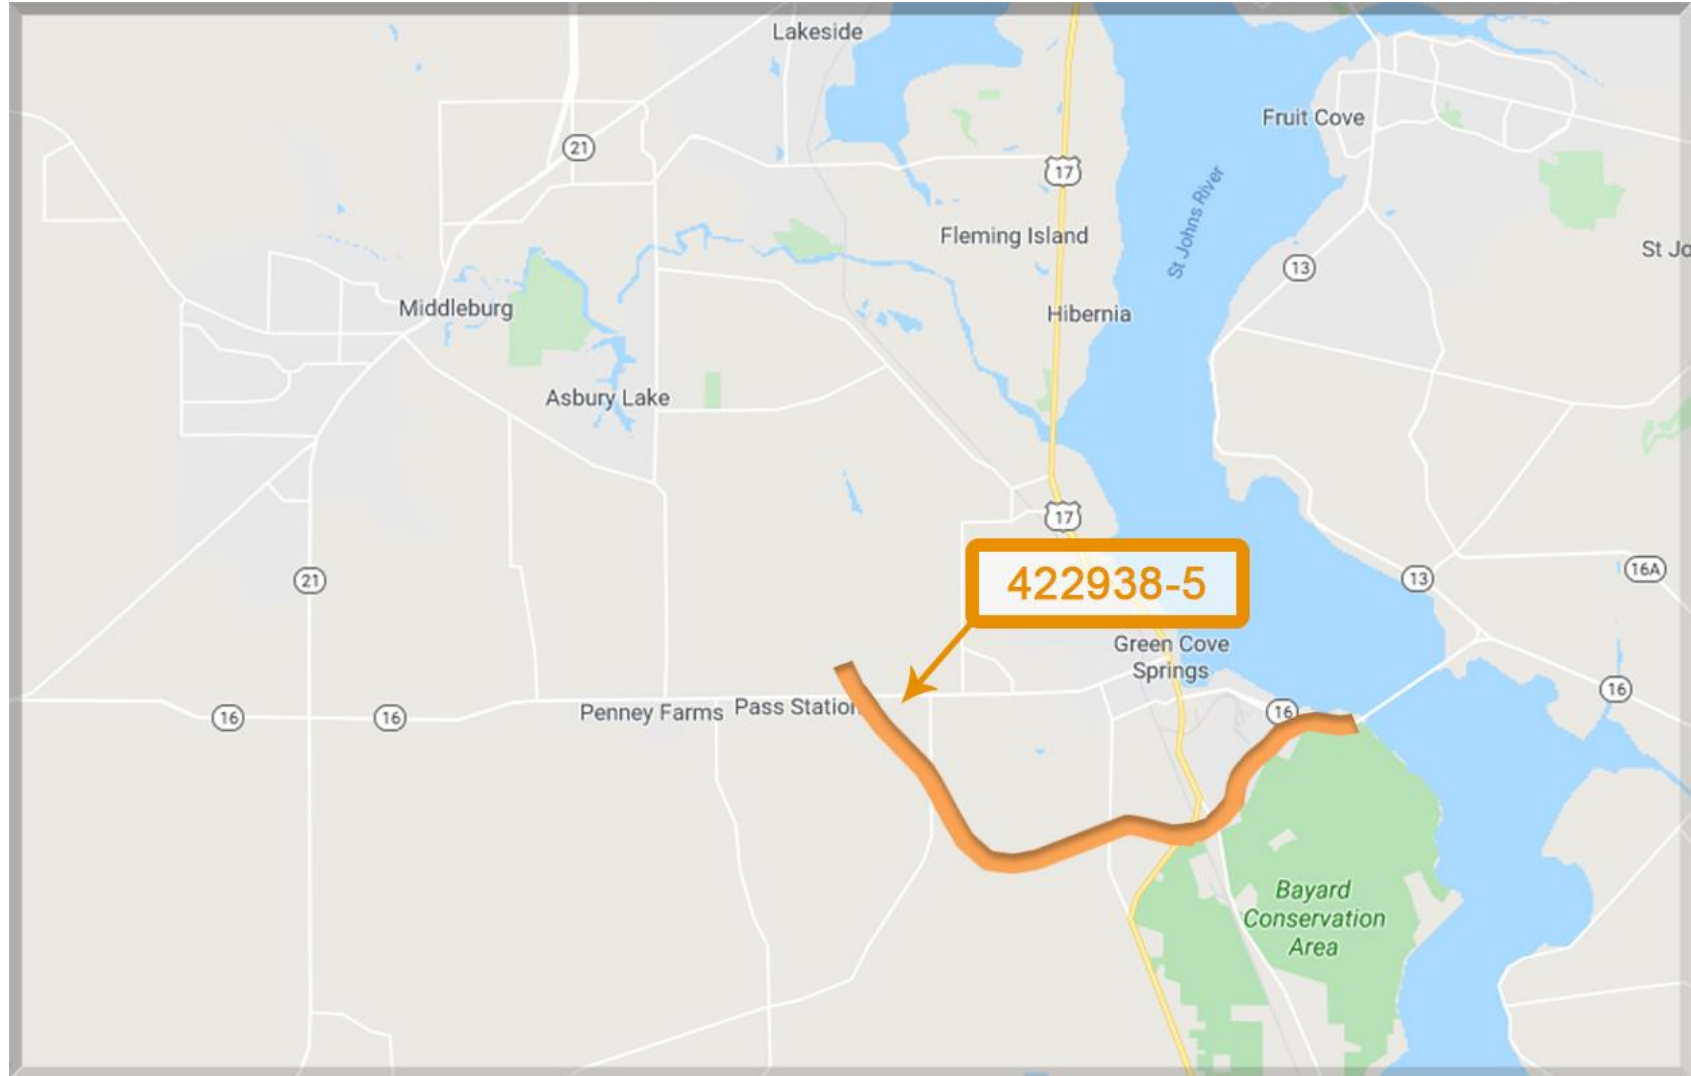 Lakeside
Fruit Cove
21
17
St Johns River
Fleming Island
St Jo
13
Middleburg
Hibernia
Asbury Lake
17
21
422938-5
13
16A
Green Cove
Springs
16
16
16
Penney Farms
Pass Station
16
Bayard
Conservation
Area